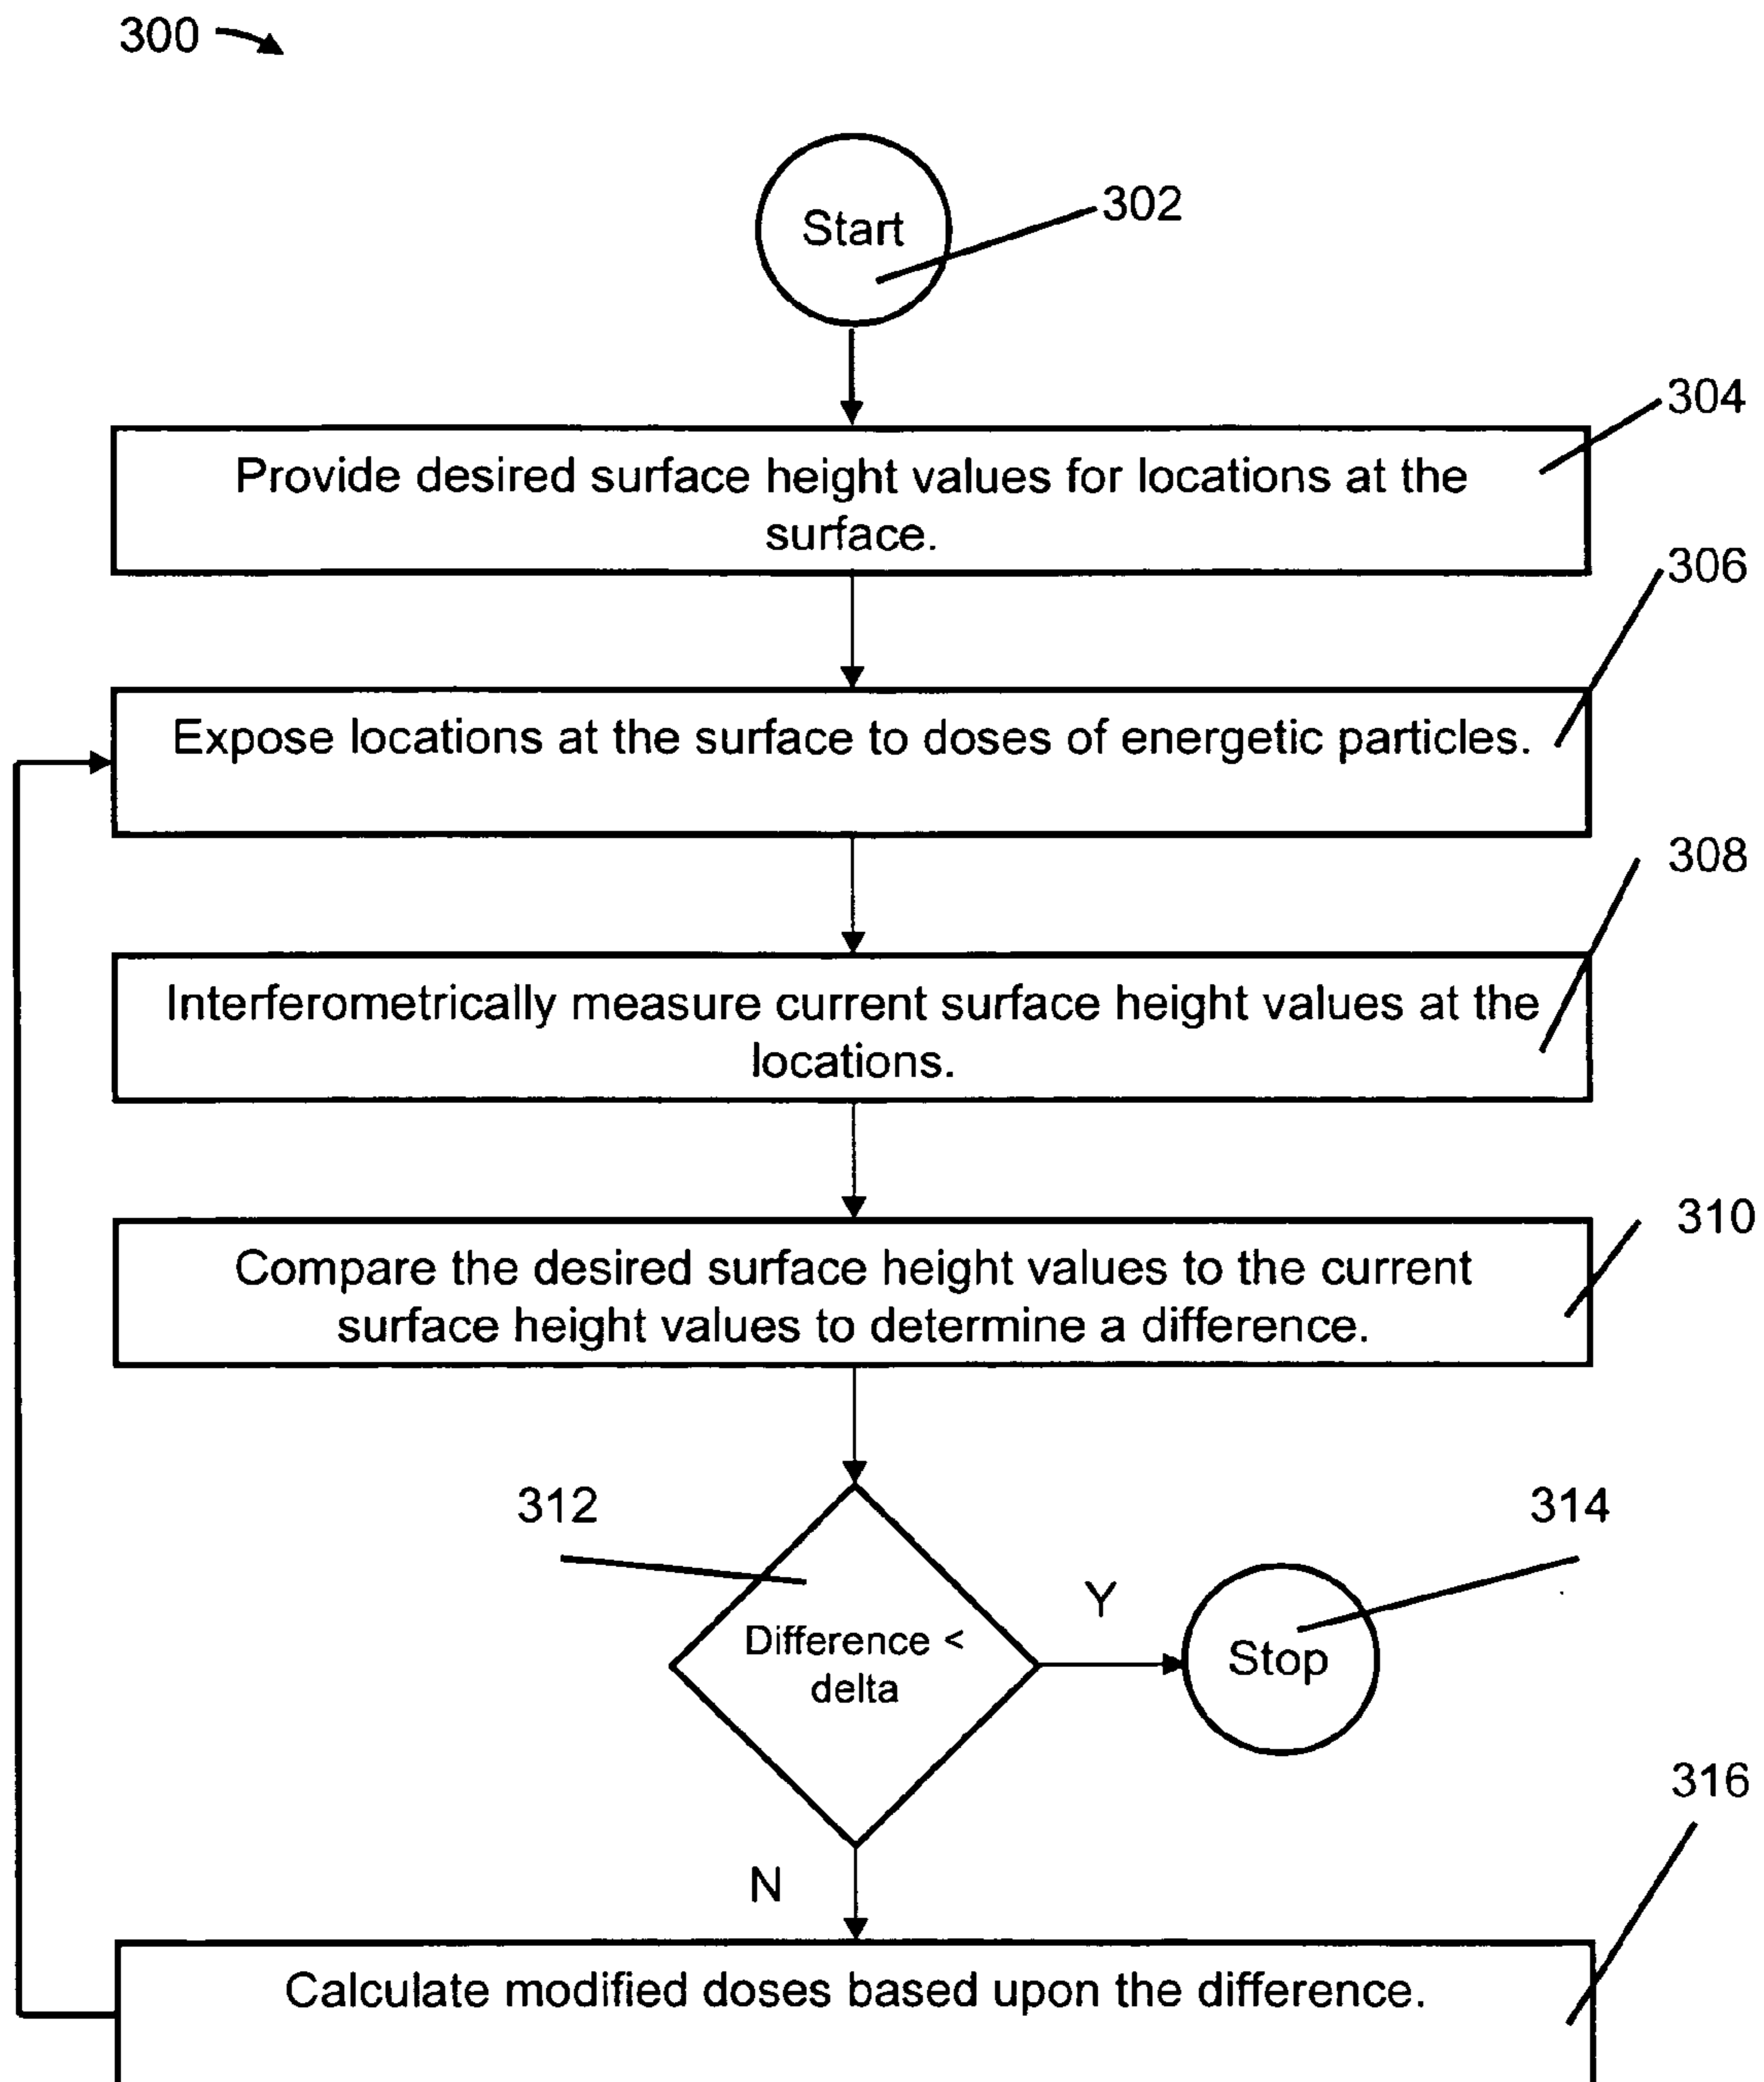 300
Start
302
304
Provide desired surface height values for locations at the
surface.
306
Expose locations at the surface to doses of energetic particles.
308
Interferometrically measure current surface height values at the
locations.
310
Compare the desired surface height values to the current
surface height values to determine a difference.
312
314
Y
Difference <
delta
Stop
316
N
Calculate modified doses based upon the difference.